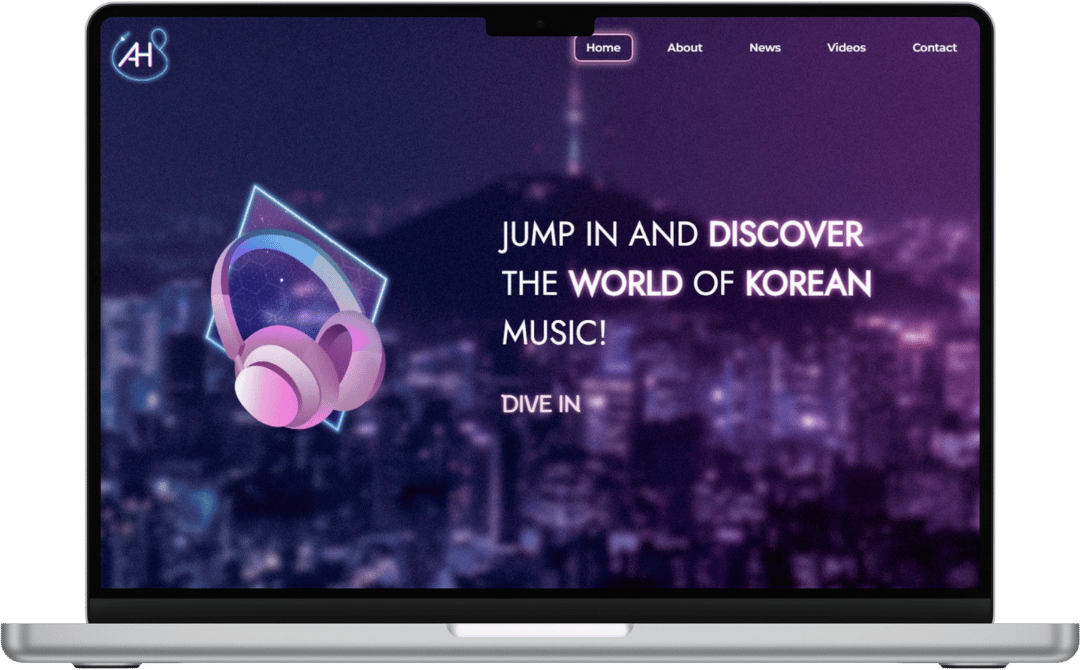 AH
Home
About
News
Videos
Contact
JUMP IN AND DISCOVER
THE WORLD OF KOREAN
MUSIC!
DIVE IN